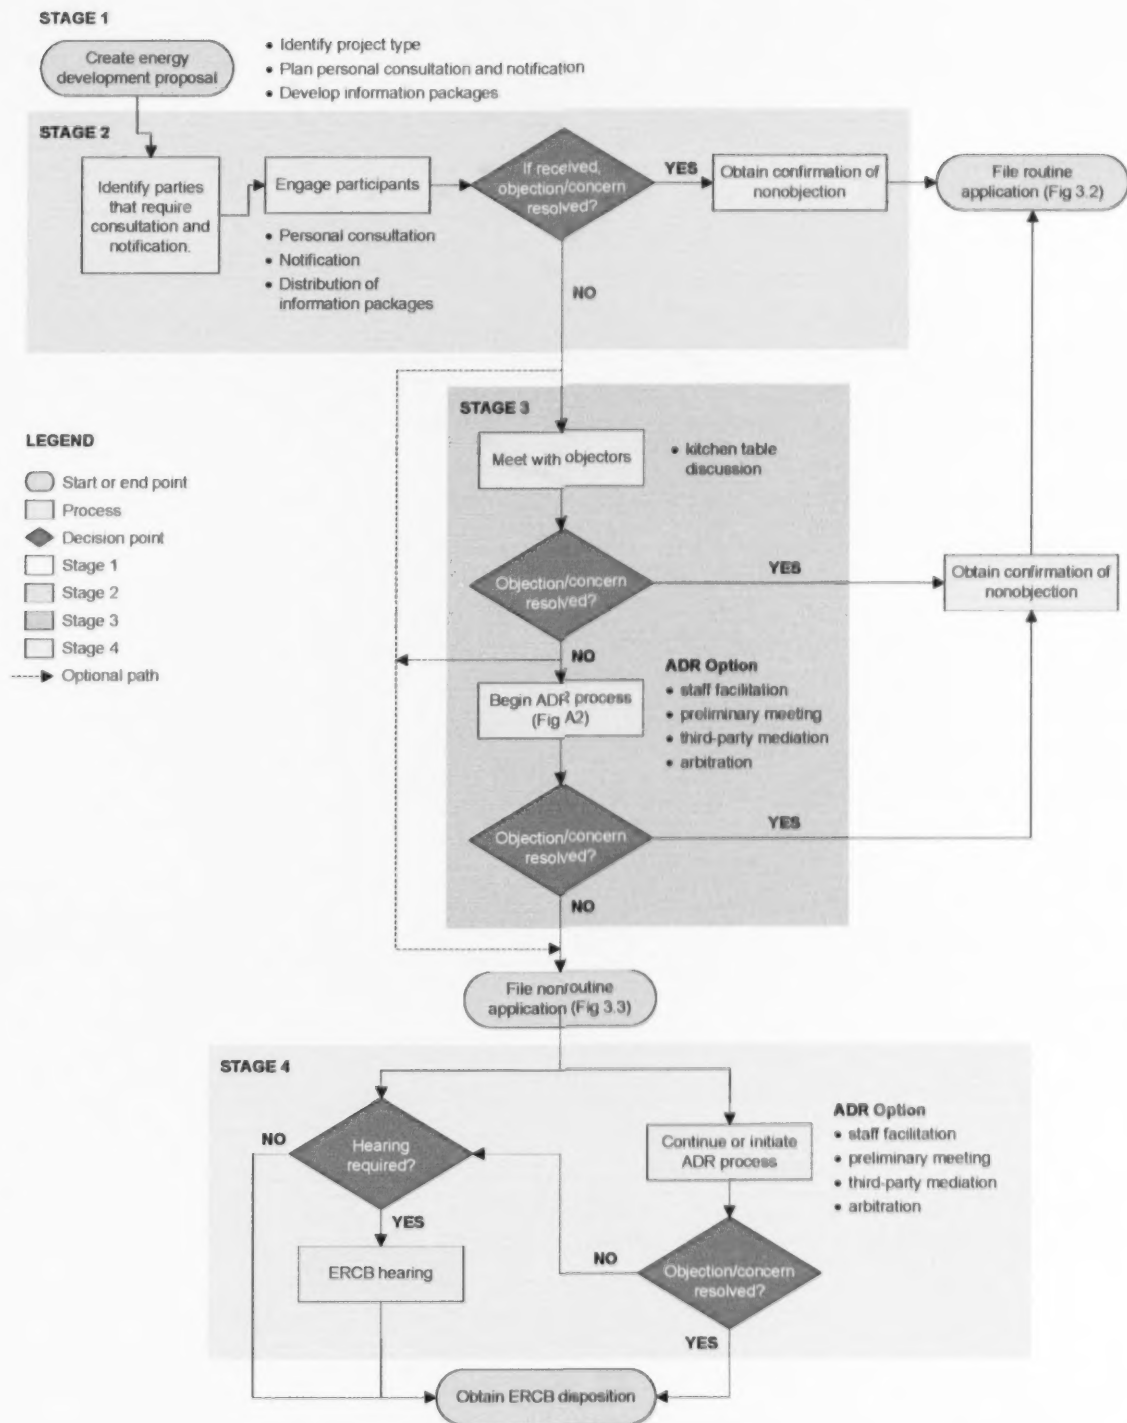 STAGE 1
Create energy
development proposal
• Identify project type
• Plan personal consultation and notification
• Develop information packages
STAGE 2
Identify parties
that require
consultation and
notification.
Engage participants
• Personal consultation
• Notification
• Distribution of
information packages
If received,
objection/concern
resolved?
YES
Obtain confirmation of
nonobjection
File routine
application (Fig 3.2)
NO
STAGE 3
Meet with objectors
• kitchen table
discussion
LEGEND
Start or end point
Process
Decision point
Stage 1
Stage 2
Stage 3
Stage 4
Optional path
Objection/concern
resolved?
YES
Obtain confirmation of
nonobjection
NO
Begin ADR process
(Fig A2)
ADR Option
• staff facilitation
• preliminary meeting
• third-party mediation
• arbitration
Objection/concern
resolved?
YES
NO
File nonroutine
application (Fig 3.3)
STAGE 4
NO
Hearing
required?
YES
ERCB hearing
Continue or initiate
ADR process
ADR Option
• staff facilitation
• preliminary meeting
• third-party mediation
• arbitration
NO
Objection/concern
resolved?
YES
Obtain ERCB disposition